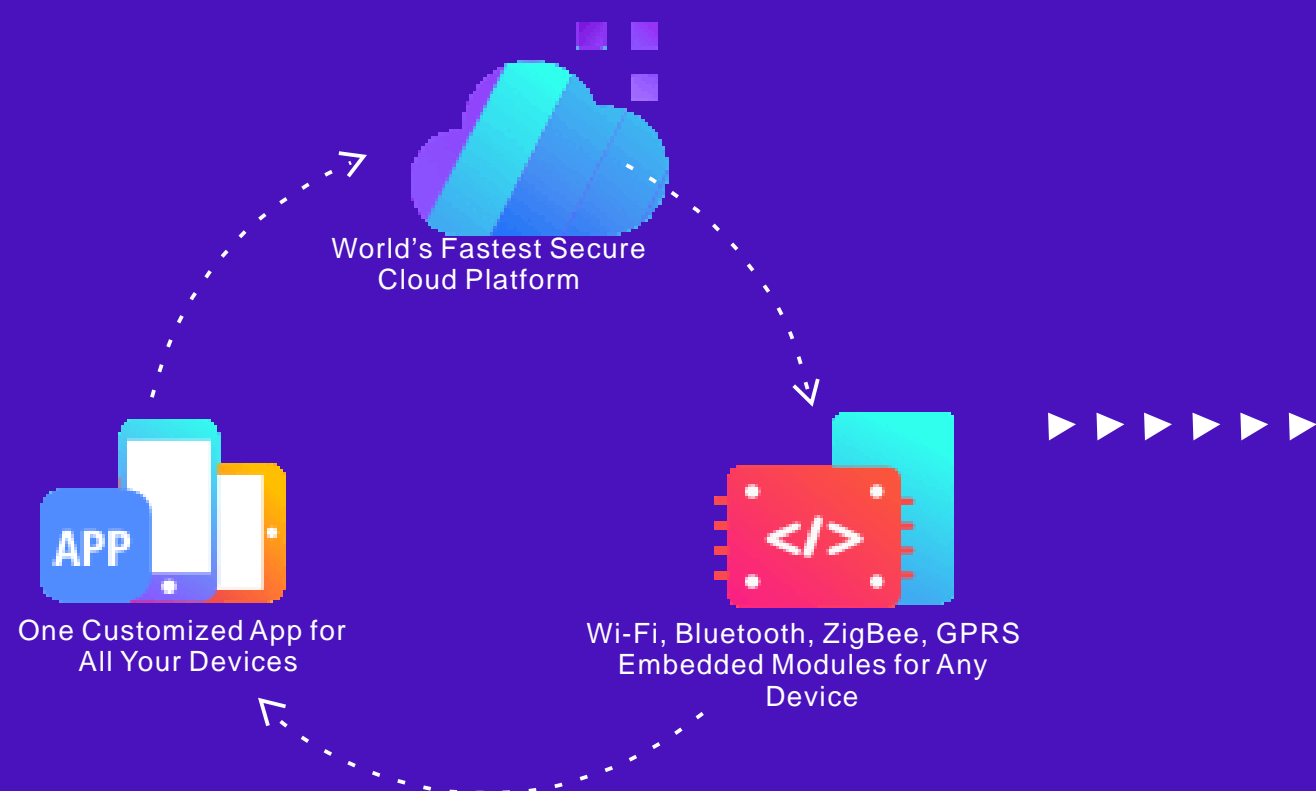 World’s Fastest Secure
Cloud Platform
APP
</>
One Customized App for
All Your Devices
Wi-Fi, Bluetooth, ZigBee, GPRS
Embedded Modules for Any
Device